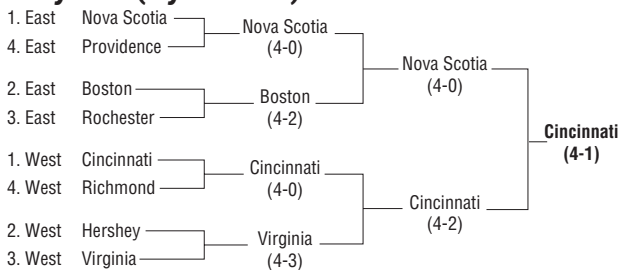 1. East Nova Scotia
4. East Providence
Nova Scotia
(4-0)
2. East Boston
3. East Rochester
Boston
(4-2)
Nova Scotia
(4-0)
1. West Cincinnati
4. West Richmond
Cincinnati
(4-0)
2. West Hershey
3. West Virginia
Virginia
(4-3)
Cincinnati
(4-2)
Cincinnati
(4-1)